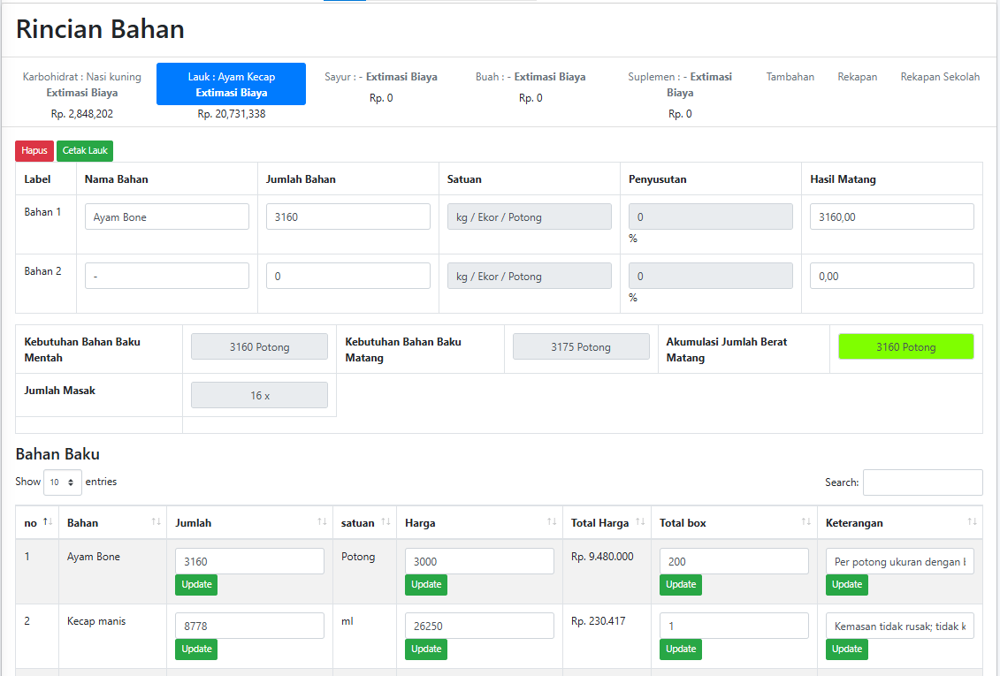 Rincian Bahan
Karbohidrat : Nasi kuning
Extimasi Biaya
Rp. 2,848,202
Lauk : Ayam Kecap
Extimasi Biaya
Rp. 20,731,338
Sayur : - Extimasi Biaya
Rp. 0
Buah : - Extimasi Biaya
Rp. 0
Suplemen : - Extimasi
Biaya
Rp. 0
Tambahan
Rekapan
Rekapan Sekolah
Hapus Cetak Lauk
Label Nama Bahan Jumlah Bahan Satuan Penyusutan Hasil Matang
Bahan 1 Ayam Bone 3160 kg / Ekor / Potong 0 3160,00
%
Bahan 2 - 0 kg / Ekor / Potong 0 0,00
%
Kebutuhan Bahan Baku
Mentah
3160 Potong
Kebutuhan Bahan Baku
Matang
3175 Potong
Akumulasi Jumlah Berat
Matang
3160 Potong
Jumlah Masak 16 x
Bahan Baku
Show 10 entries Search:
no Bahan Jumlah satuan Harga Total Harga Total box Keterangan
1 Ayam Bone 3160 Potong 3000 Rp. 9.480.000 200 Per potong ukuran dengan
Update Update Update Update
2 Kecap manis 8778 ml 26250 Rp. 230.417 1 Kemasan tidak rusak; tidak k
Update Update Update Update